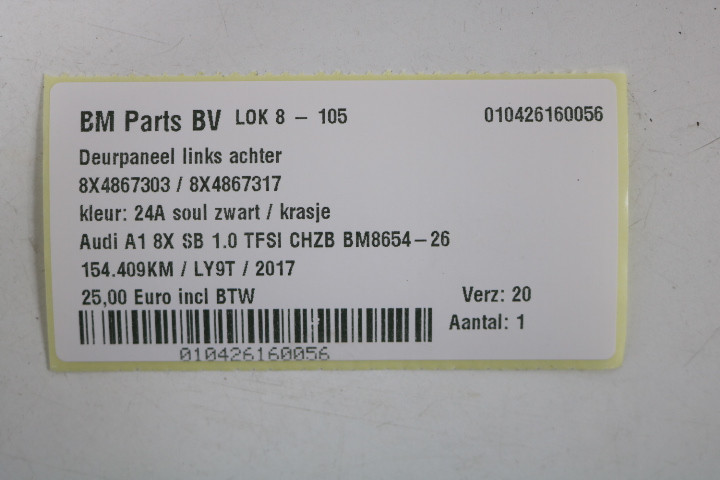 BM Parts BV LOK 8 - 105 010426160056
Deurpaneel links achter
8X4867303 / 8X4867317
kleur: 24A soul zwart / krasje
Audi A1 8X SB 1.0 TFSI CHZB BM8654-26
154.409KM / LY9T / 2017
25,00 Euro incl BTW Verz: 20
Aantal: 1
010426160056